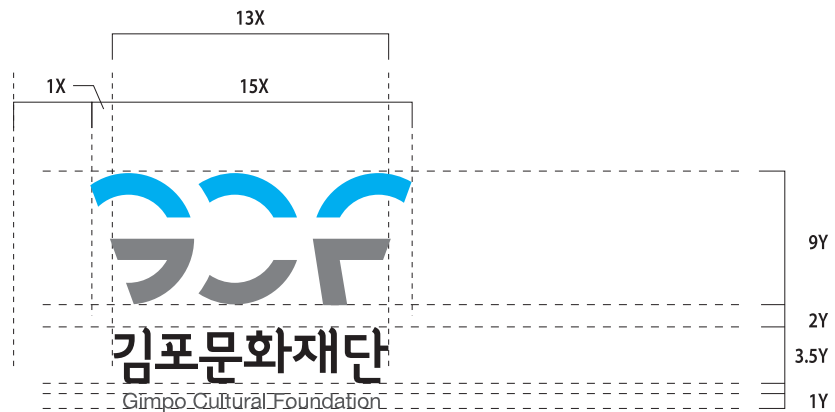 13X
1X
15X
9Y
2Y
김포문화재단
3.5Y
Gimpo Cultural Foundation
1Y